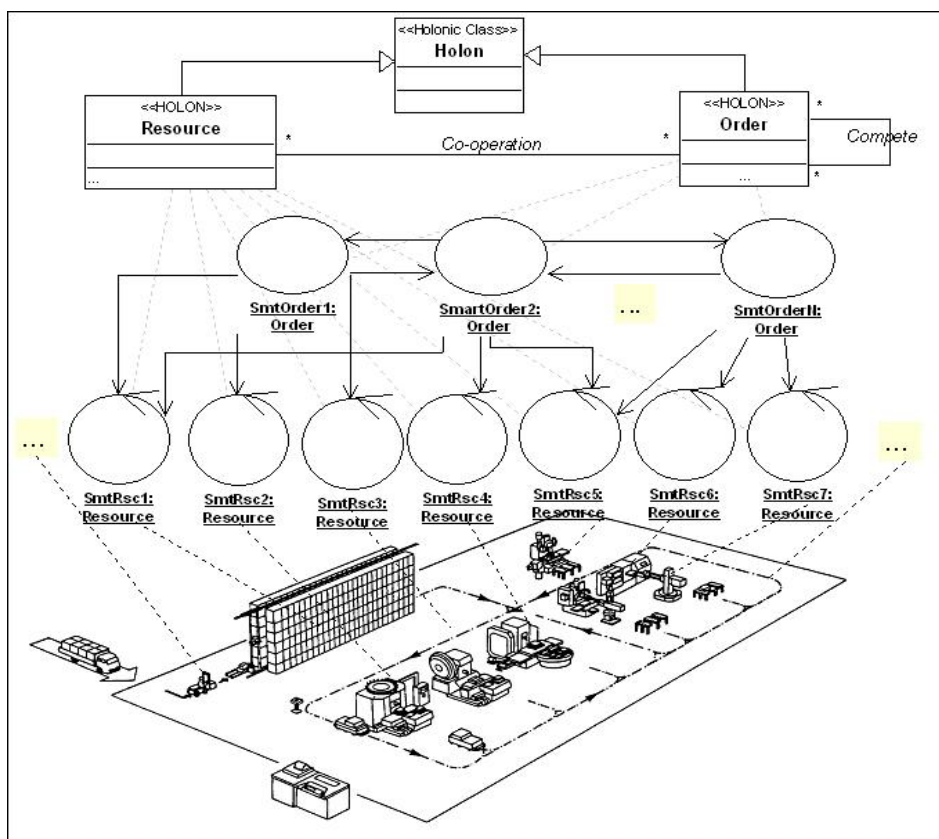 <<Holonic Class>>
Holon
<<HOLON>>
Resource
...
<<HOLON>>
Order
...
*
*
Co-operation
*
*
Compete
SmtOrder1:
Order
SmartOrder2:
Order
...
SmtOrderN:
Order
...
...
SmtRsc1:
Resource
SmtRsc2:
Resource
SmtRsc3:
Resource
SmtRsc4:
Resource
SmtRsc5:
Resource
SmtRsc6:
Resource
SmtRsc7:
Resource